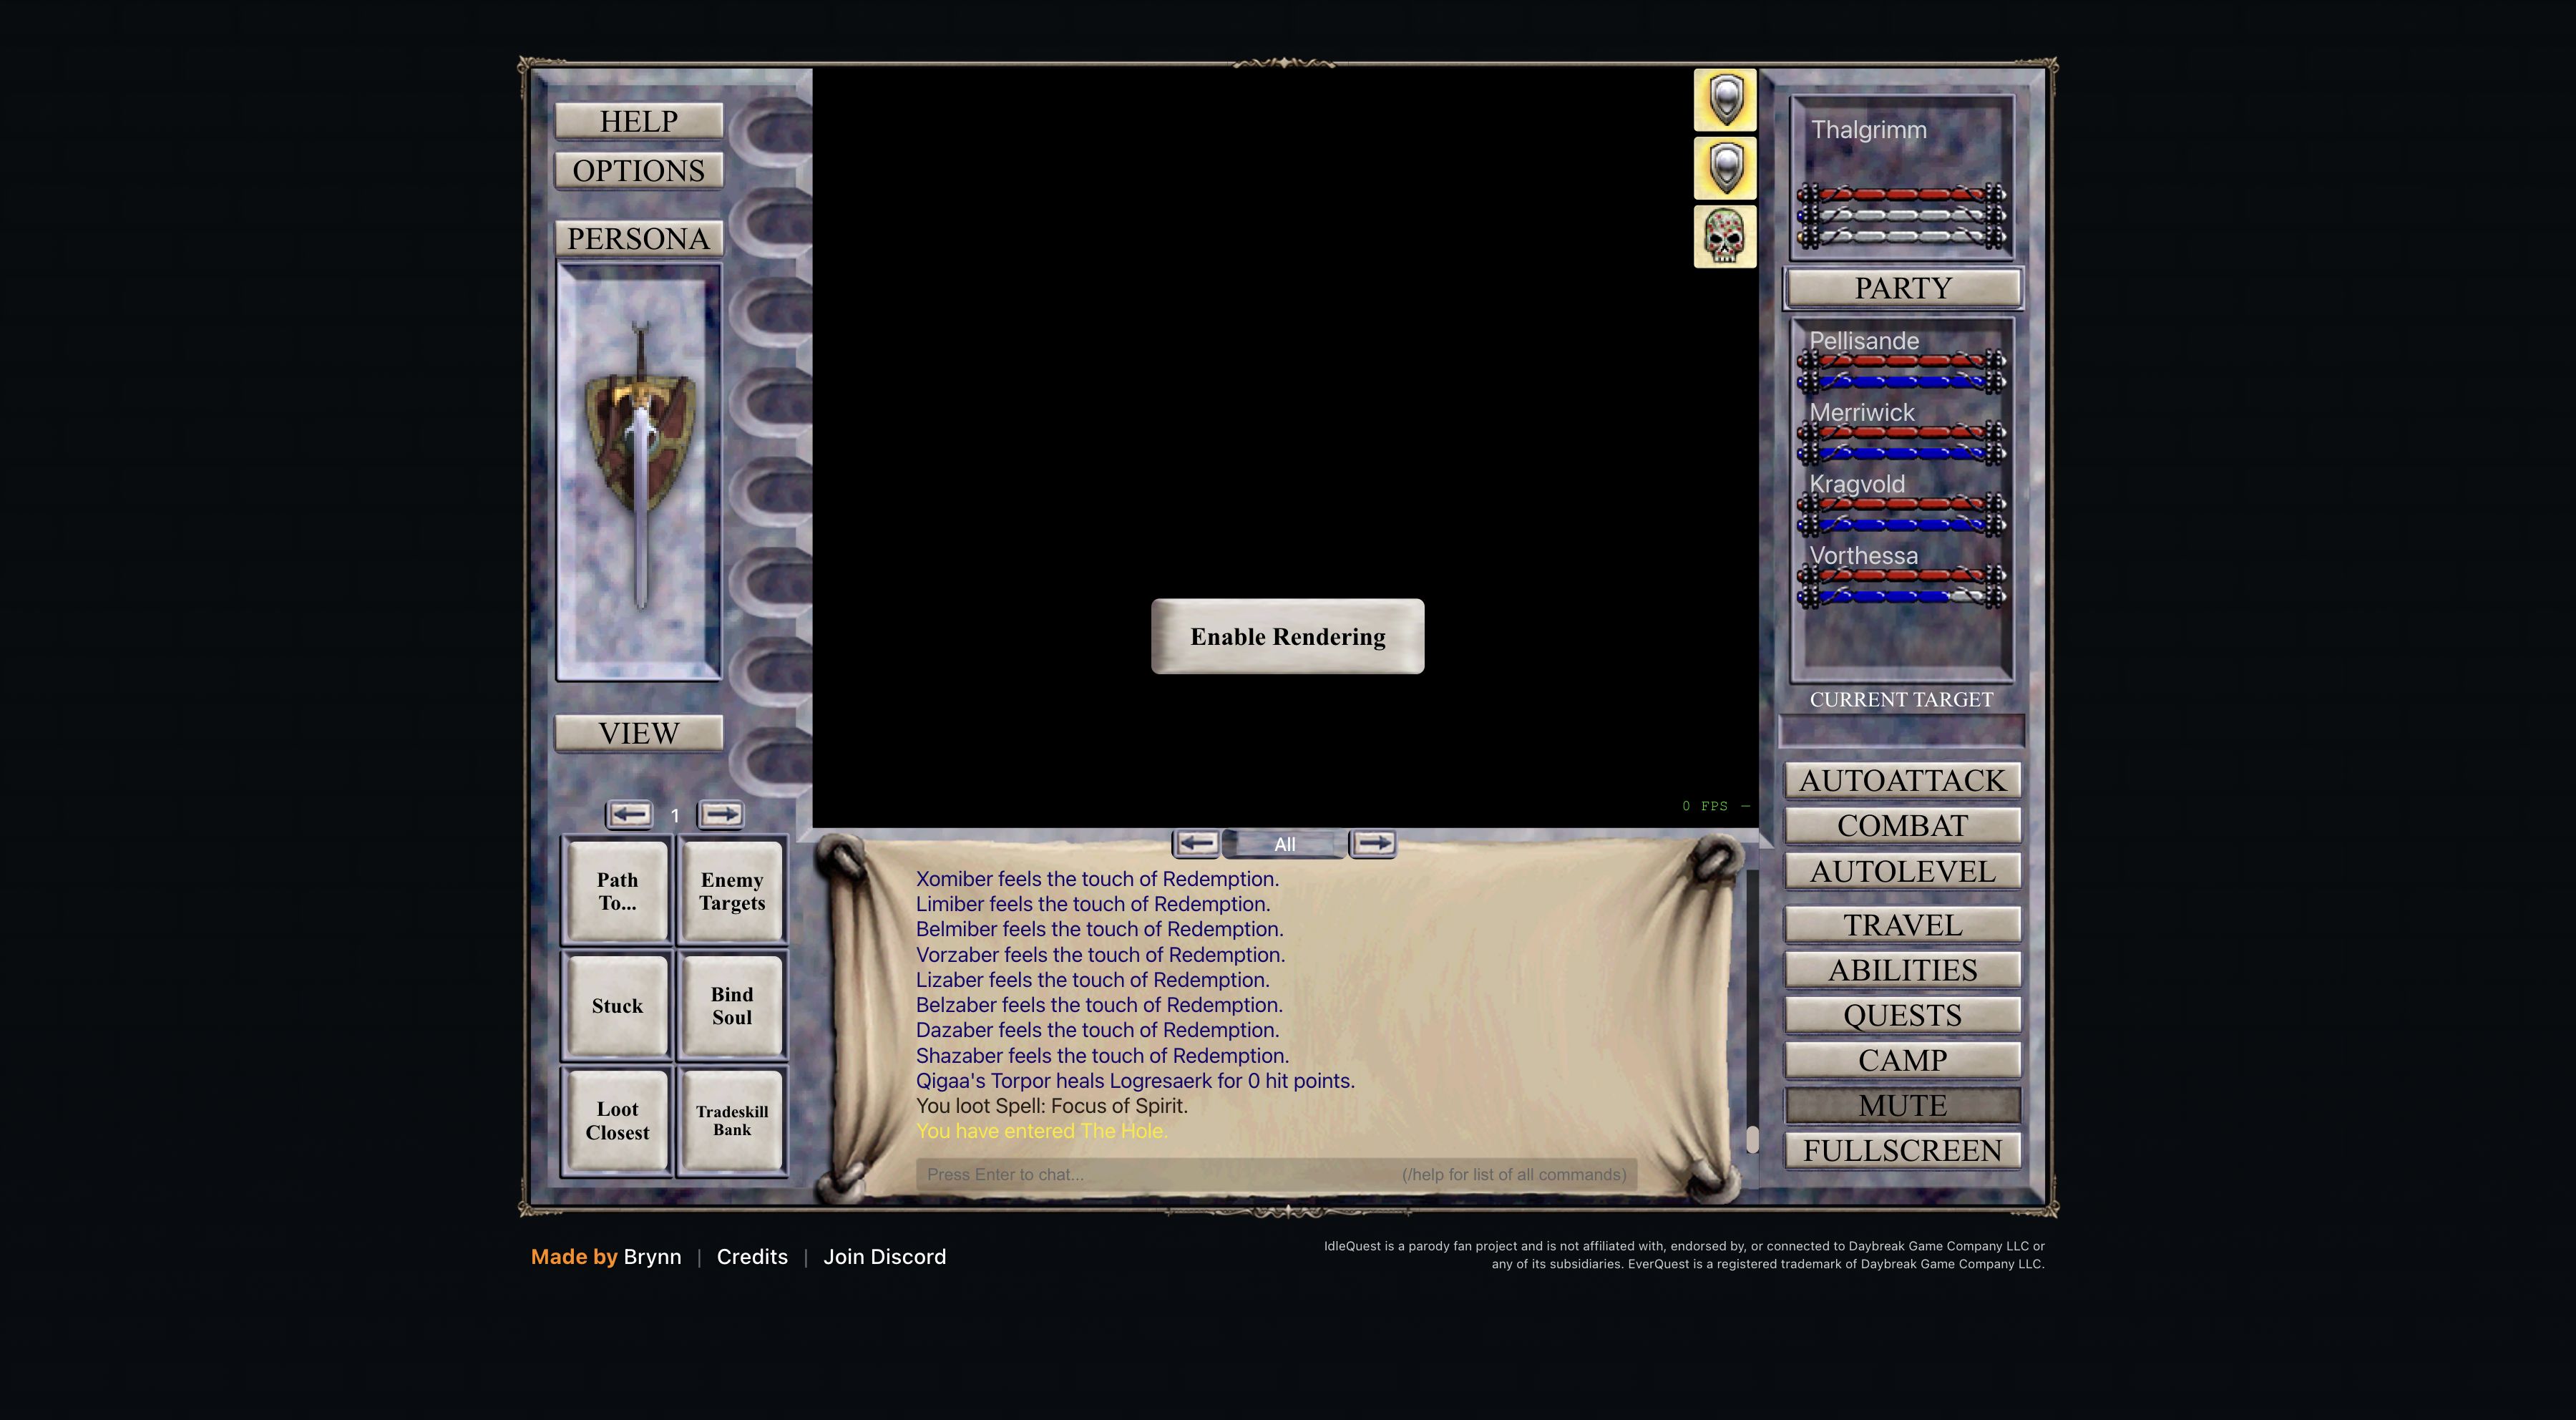 HELP
OPTIONS
PERSONA
VIEW
1
Path
To...
Enemy
Targets
Stuck
Bind
Soul
Loot
Closest
Tradeskill
Bank
Enable Rendering
0 FPS —
All
Xomiber feels the touch of Redemption.
Limiber feels the touch of Redemption.
Belmiber feels the touch of Redemption.
Vorzaber feels the touch of Redemption.
Lizaber feels the touch of Redemption.
Belzaber feels the touch of Redemption.
Dazaber feels the touch of Redemption.
Shazaber feels the touch of Redemption.
Qigaa's Torpor heals Logresaerk for 0 hit points.
You loot Spell: Focus of Spirit.
You have entered The Hole.
Press Enter to chat... (/help for list of all commands)
Thalgrimm
PARTY
Pellisande
Merriwick
Kragvold
Vorthessa
CURRENT TARGET
AUTOATTACK
COMBAT
AUTOLEVEL
TRAVEL
ABILITIES
QUESTS
CAMP
MUTE
FULLSCREEN
Made by Brynn | Credits | Join Discord
IdleQuest is a parody fan project and is not affiliated with, endorsed by, or connected to Daybreak Game Company LLC or
any of its subsidiaries. EverQuest is a registered trademark of Daybreak Game Company LLC.